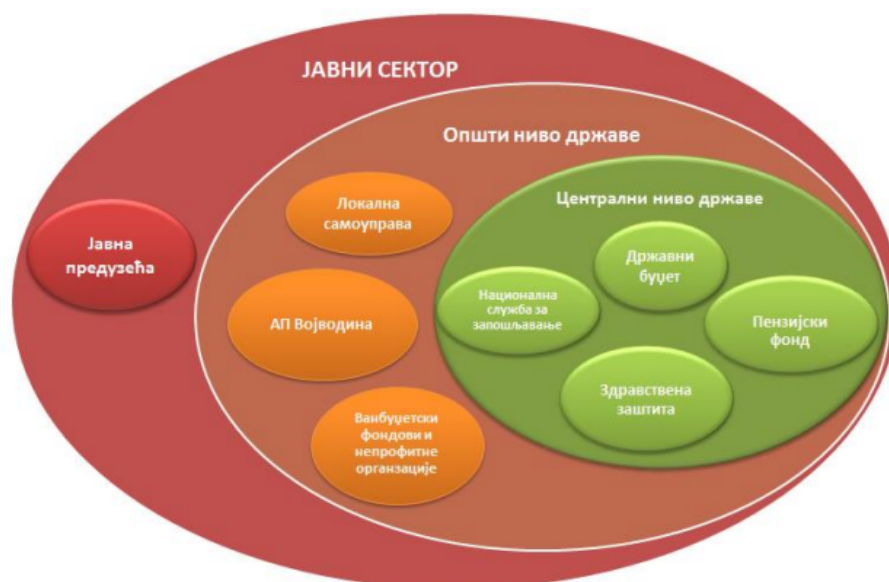 ЈАВНИ СЕКТОР
Општи ниво државе
Централни ниво државе
Локална
самоуправа
Јавна
предузећа
Државни
буџет
АП Војводина
Национална
служба за
запошљавање
Пензијски
фонд
Здравствена
заштита
Ванбуџетски
фондови и
непрофитне
органзације